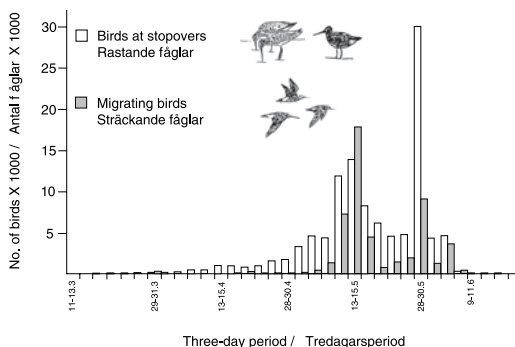 No. of birds X 1000 / Antal f åglar X 1000
30
25
20
15
10
5
Birds at stopovers
Rastande fåglar
Migrating birds
Sträckande fåglar
11-13.3
29-31.3
13-15.4
28-30.4
13-15.5
28-30.5
9-11.6
Three-day period / Tredagarsperiod